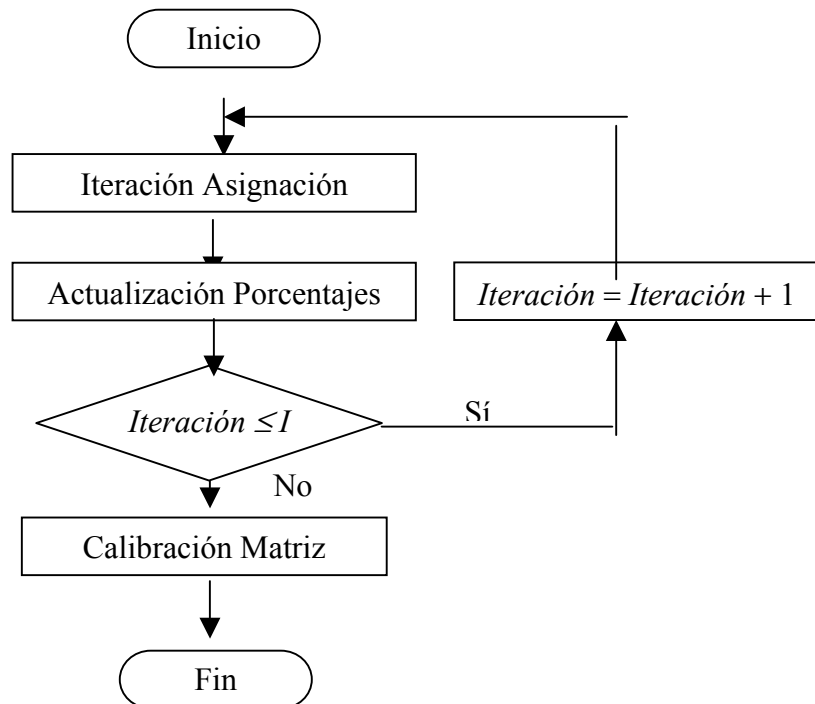 Inicio
Iteración Asignación
Actualización Porcentajes
Iteración = Iteración + 1
Iteración ≤ I
Sí
No
Calibración Matriz
Fin